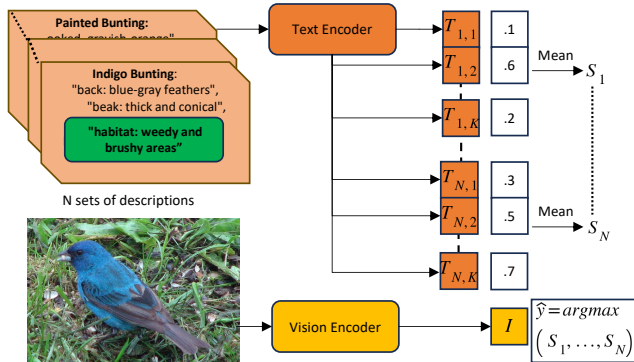 Painted Bunting:
Indigo Bunting:
"back: blue-gray feathers",
"beak: thick and conical",
"habitat: weedy and
brushy areas"
N sets of descriptions
Text Encoder
T1,1 .1
T1,2 .6
Mean
S1
T1,K .2
TN,1 .3
TN,2 .5
Mean
SN
TN,K .7
Vision Encoder
I
ŷ=argmax
(S1,…,SN)